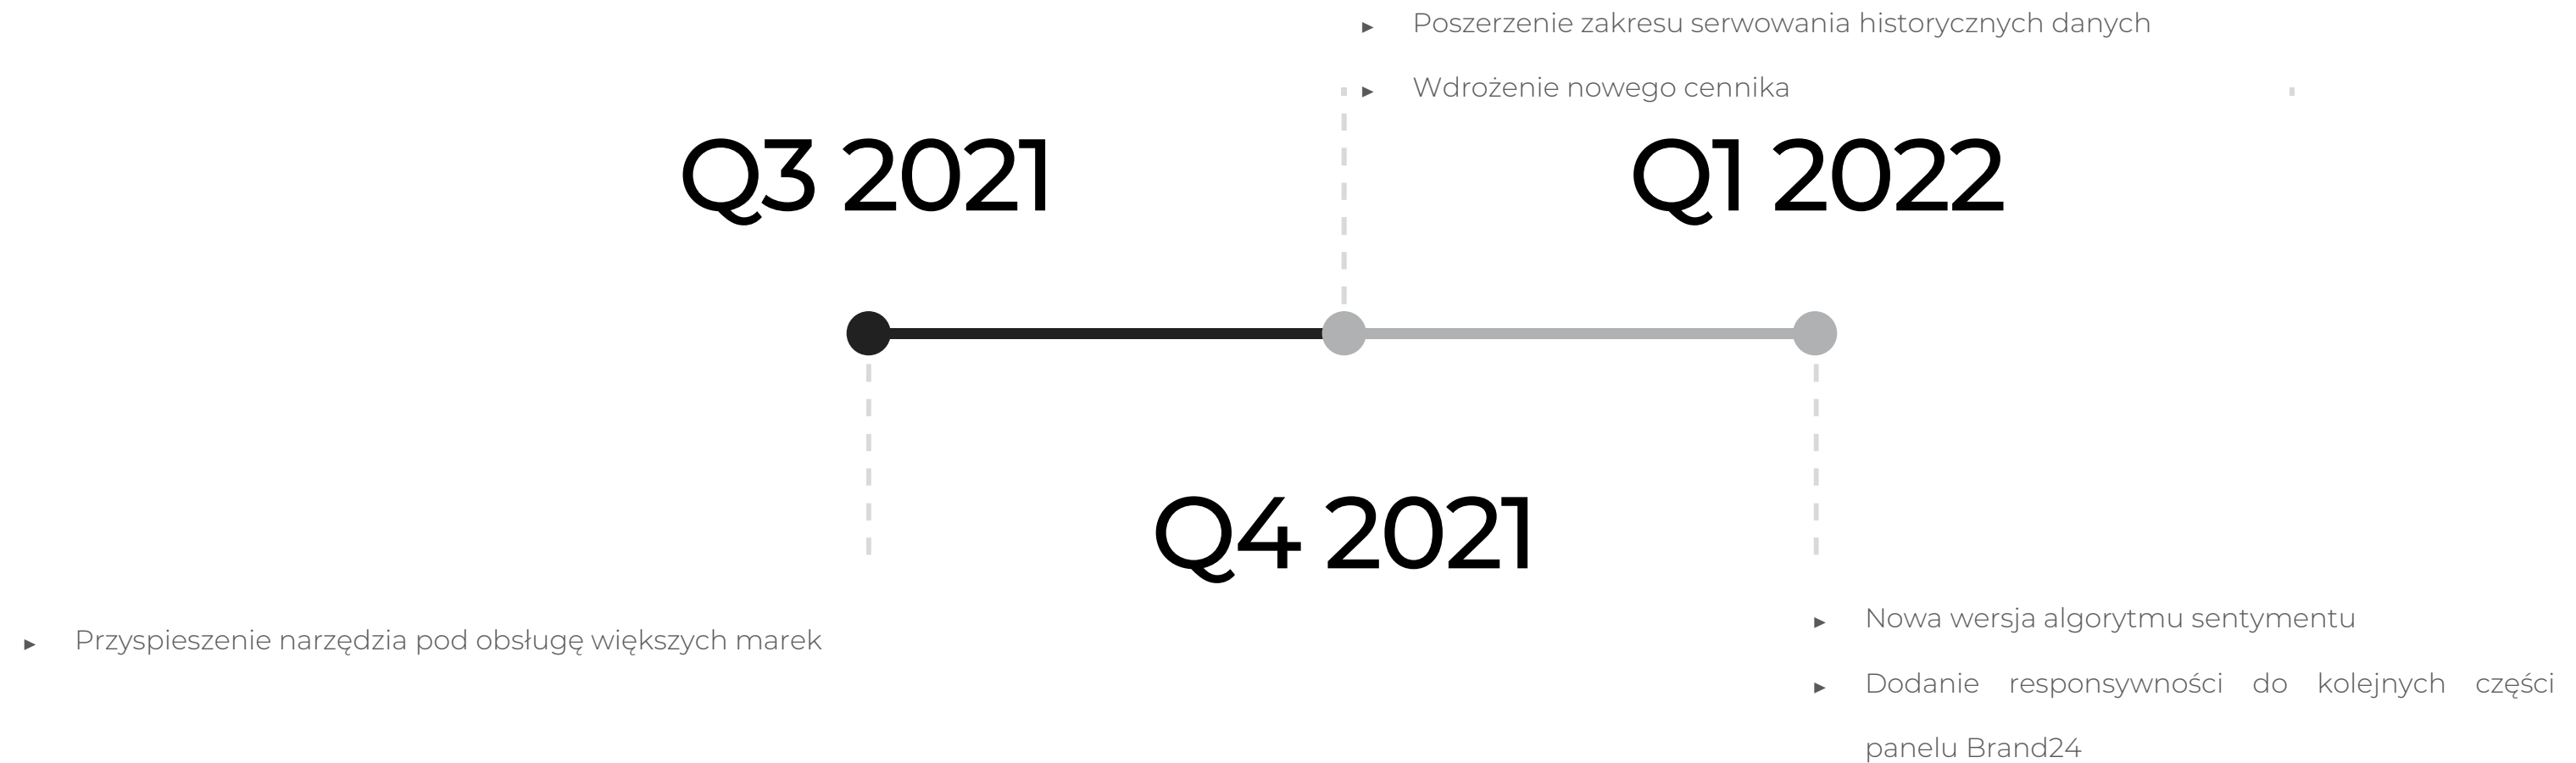 ► Poszerzenie zakresu serwowania historycznych danych
► Wdrożenie nowego cennika
Q3 2021
Q1 2022
Q4 2021
► Przyspieszenie narzędzia pod obsługę większych marek
► Nowa wersja algorytmu sentymentu
► Dodanie responsywności do kolejnych części
panelu Brand24